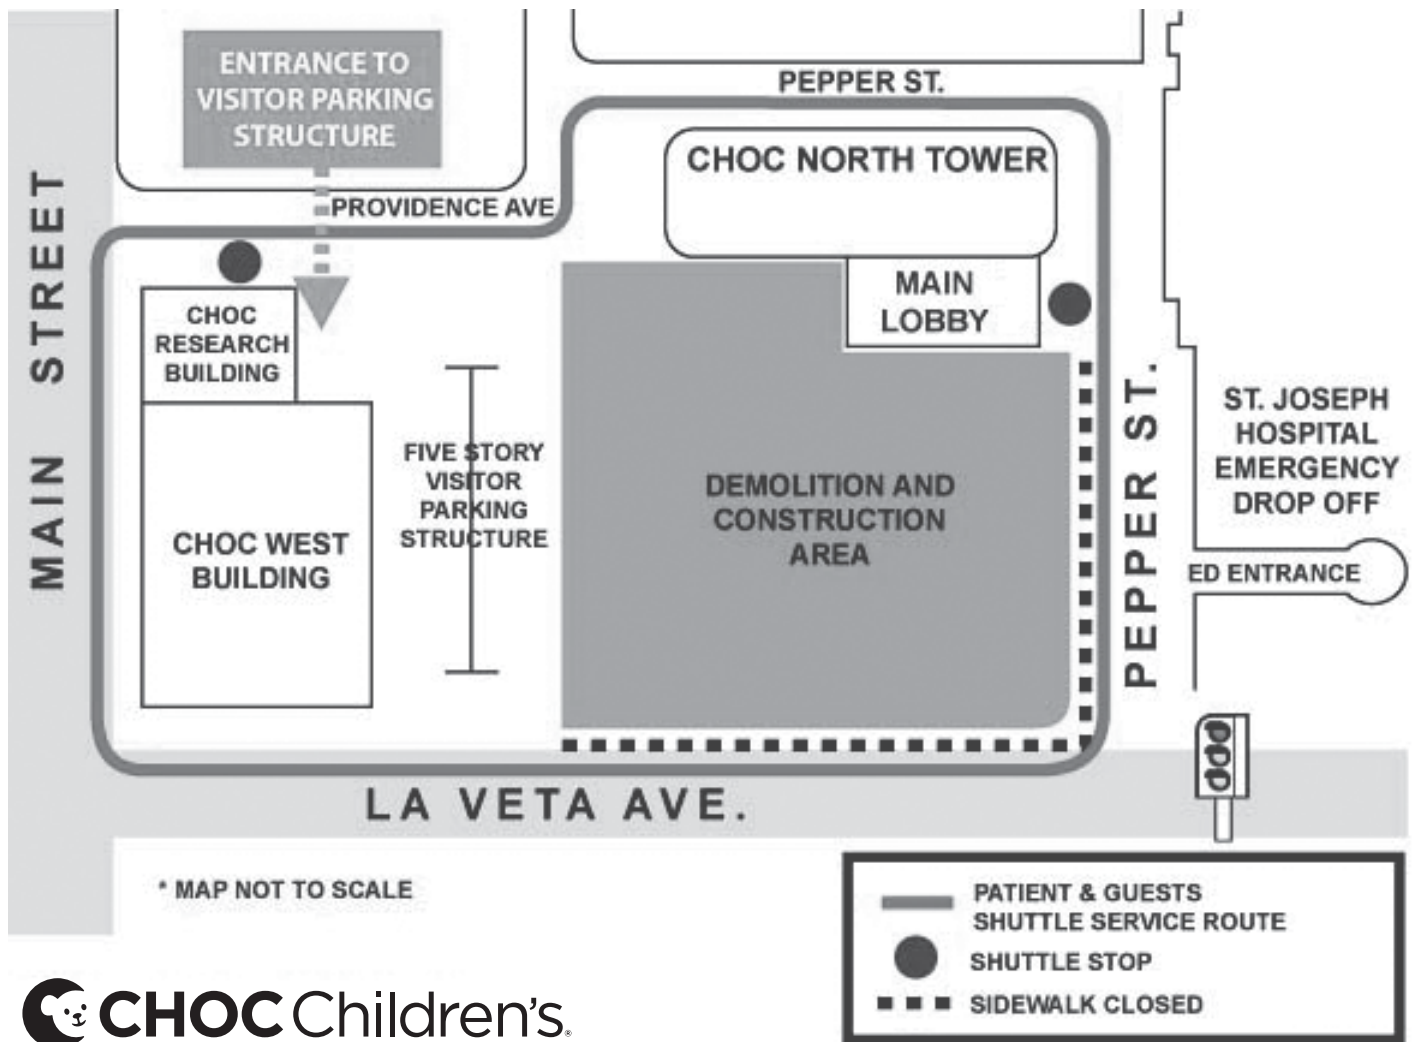 ENTRANCE TO
VISITOR PARKING
STRUCTURE
PEPPER ST.
CHOC NORTH TOWER
PROVIDENCE AVE
MAIN STREET
MAIN
LOBBY
CHOC
RESEARCH
BUILDING
PEPPER ST.
ST. JOSEPH
HOSPITAL
EMERGENCY
DROP OFF
FIVE STORY
VISITOR
PARKING
STRUCTURE
DEMOLITION AND
CONSTRUCTION
AREA
CHOC WEST
BUILDING
ED ENTRANCE
LA VETA AVE.
* MAP NOT TO SCALE
PATIENT & GUESTS
SHUTTLE SERVICE ROUTE
SHUTTLE STOP
SIDEWALK CLOSED
CHOC Children's.